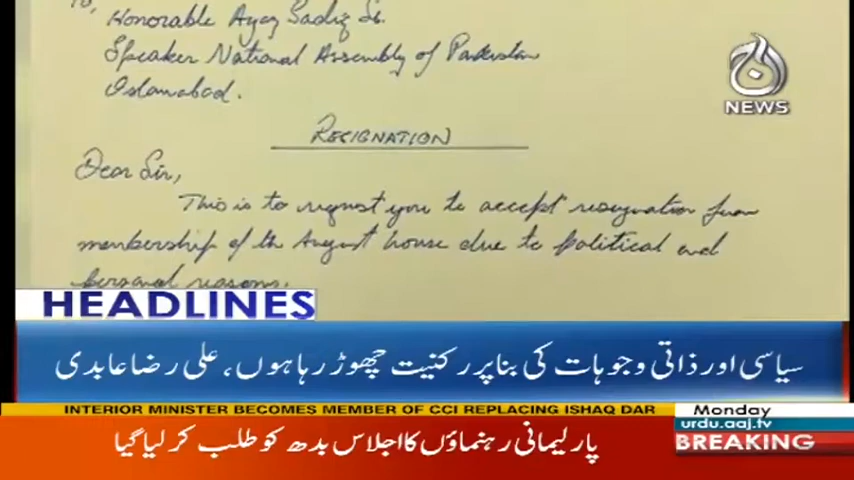 To,
Honorable Ayaz Sadiq Sb.
Speaker National Assembly of Pakistan
Islamabad.
RESIGNATION
Dear Sir,
This is to request you to accept resignation from
membership of the August house due to political and
personal reasons.
NEWS
HEADLINES
سیاسی اور ذاتی وجوہات کی بنا پر رکنیت چھوڑ رہا ہوں، علی رضا عابدی
INTERIOR MINISTER BECOMES MEMBER OF CCI REPLACING ISHAQ DAR
Monday
urdu.aaj.tv
BREAKING
پارلیمانی رہنماؤں کا اجلاس بدھ کو طلب کر لیا گیا